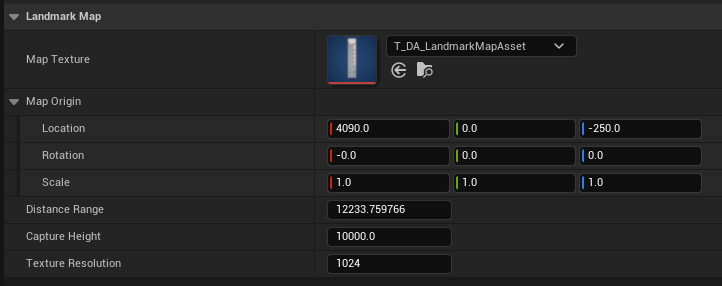 Landmark Map
Map Texture
T_DA_LandmarkMapAsset
Map Origin
Location 4090.0 0.0 -250.0
Rotation -0.0 0.0 0.0
Scale 1.0 1.0 1.0
Distance Range 12233.759766
Capture Height 10000.0
Texture Resolution 1024